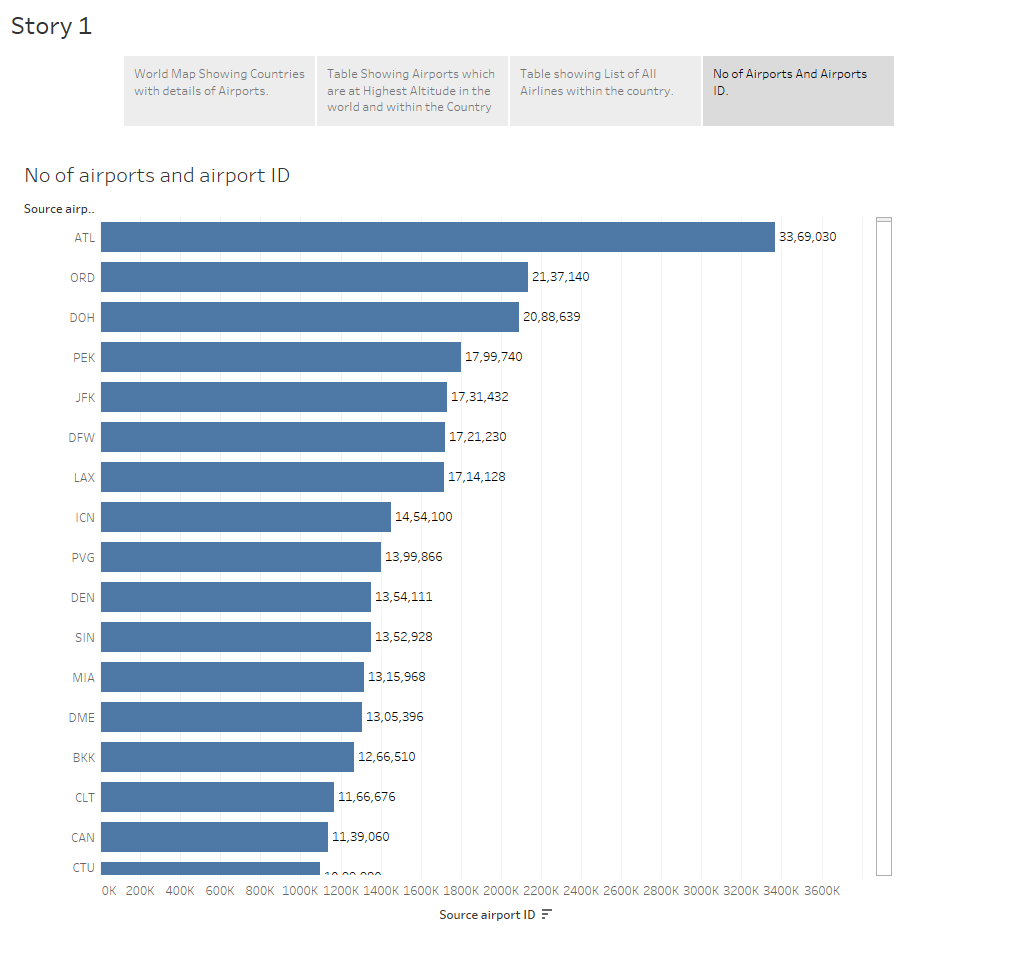 Story 1
World Map Showing Countries
with details of Airports.
Table Showing Airports which
are at Highest Altitude in the
world and within the Country
Table showing List of All
Airlines within the country.
No of Airports And Airports
ID.
No of airports and airport ID
Source airp..
ATL 33,69,030
ORD 21,37,140
DOH 20,88,639
PEK 17,99,740
JFK 17,31,432
DFW 17,21,230
LAX 17,14,128
ICN 14,54,100
PVG 13,99,866
DEN 13,54,111
SIN 13,52,928
MIA 13,15,968
DME 13,05,396
BKK 12,66,510
CLT 11,66,676
CAN 11,39,060
CTU
0K 200K 400K 600K 800K 1000K 1200K 1400K 1600K 1800K 2000K 2200K 2400K 2600K 2800K 3000K 3200K 3400K 3600K
Source airport ID